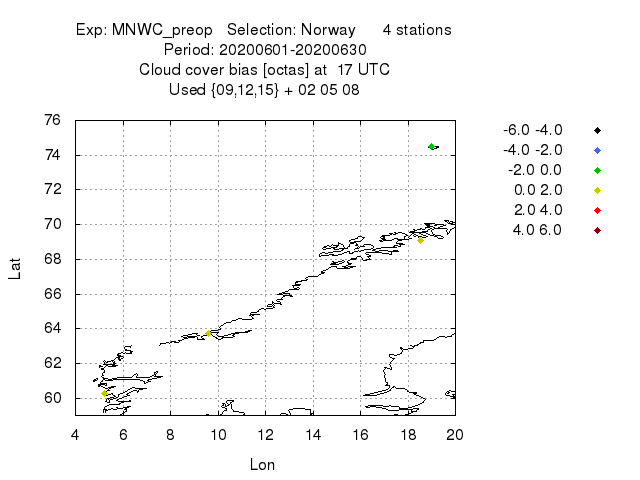 Exp: MNWC_preop   Selection: Norway      4 stations
Period: 20200601-20200630
Cloud cover bias [octas] at  17 UTC
Used {09,12,15} + 02 05 08
76
74
72
70
68
66
64
62
60
4 6 8 10 12 14 16 18 20
Lat
Lon
-6.0 -4.0
-4.0 -2.0
-2.0 0.0
0.0 2.0
2.0 4.0
4.0 6.0